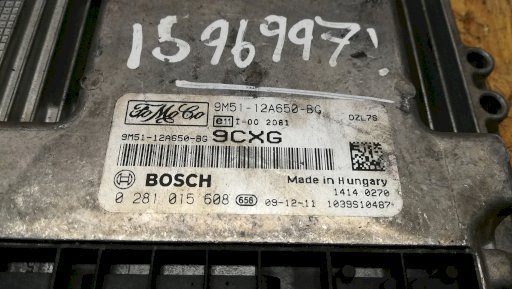 1596997!
FoMoCo 9M51-12A650-BG
e11 I-00 2081 DZL7S
9M51-12A650-BG 9CXG
BOSCH Made in Hungary
1414 0270
0 281 015 608 656 09-12-11 1039S10487